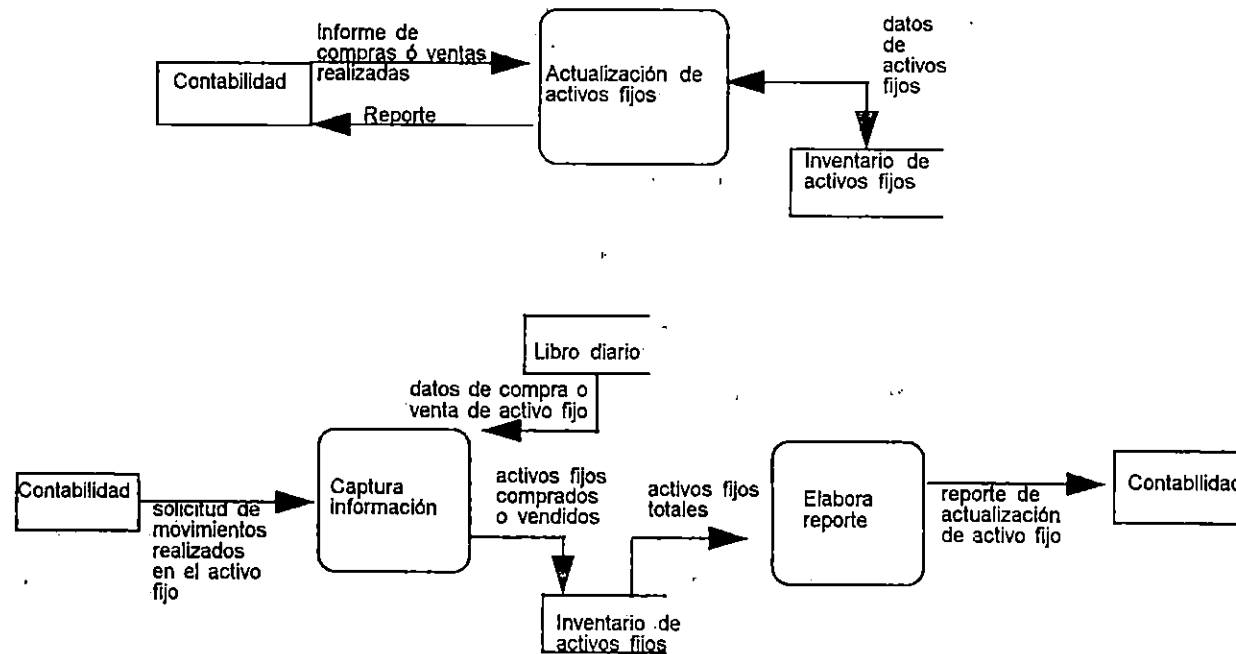 Informe de
compras ó ventas
realizadas
Contabilidad
Reporte
Actualización de
activos fijos
datos
de
activos
fijos
Inventario de
activos fijos
Libro diario
datos de compra o
venta de activo fijo
Contabilidad
solicitud de
movimientos
realizados
en el activo
fijo
Captura
información
activos fijos
comprados
o vendidos
Inventario de
activos fijos
activos fijos
totales
Elabora
reporte
reporte de
actualización
de activo fijo
Contabilidad